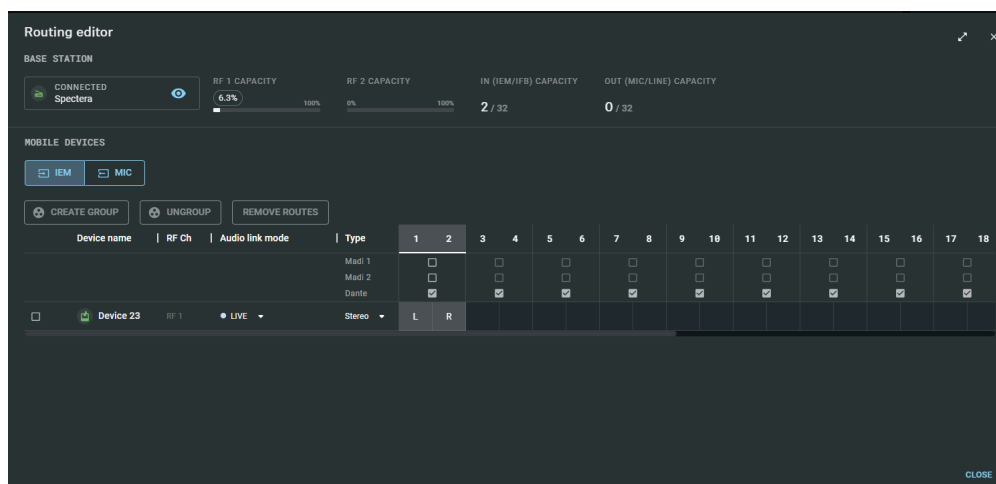 Routing editor
BASE STATION
CONNECTED
Spectera
RF 1 CAPACITY
6.3%
100%
RF 2 CAPACITY
0%
100%
IN (IEM/IFB) CAPACITY
2 / 32
OUT (MIC/LINE) CAPACITY
0 / 32
MOBILE DEVICES
IEM MIC
CREATE GROUP UNGROUP REMOVE ROUTES
Device name RF Ch Audio link mode Type 1 2 3 4 5 6 7 8 9 10 11 12 13 14 15 16 17 18
Madi 1
Madi 2
Dante
Device 23 RF 1 LIVE Stereo L R
CLOSE